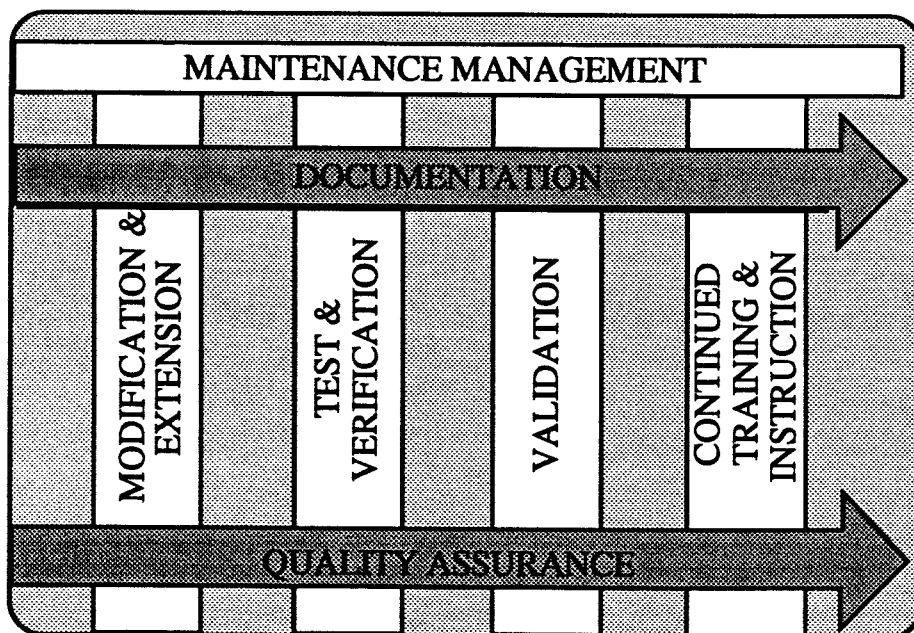 MAINTENANCE MANAGEMENT
DOCUMENTATION
MODIFICATION &
EXTENSION
TEST &
VERIFICATION
VALIDATION
CONTINUED
TRAINING &
INSTRUCTION
QUALITY ASSURANCE